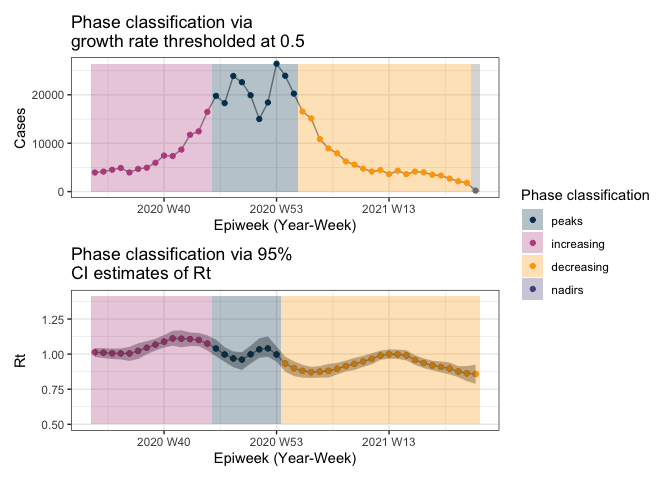 Phase classification via
growth rate thresholded at 0.5
Cases
20000
10000
0
2020 W40
2020 W53
2021 W13
Epiweek (Year-Week)
Phase classification
peaks
increasing
decreasing
nadirs
Phase classification via 95%
CI estimates of Rt
Rt
1.25
1.00
0.75
0.50
2020 W40
2020 W53
2021 W13
Epiweek (Year-Week)